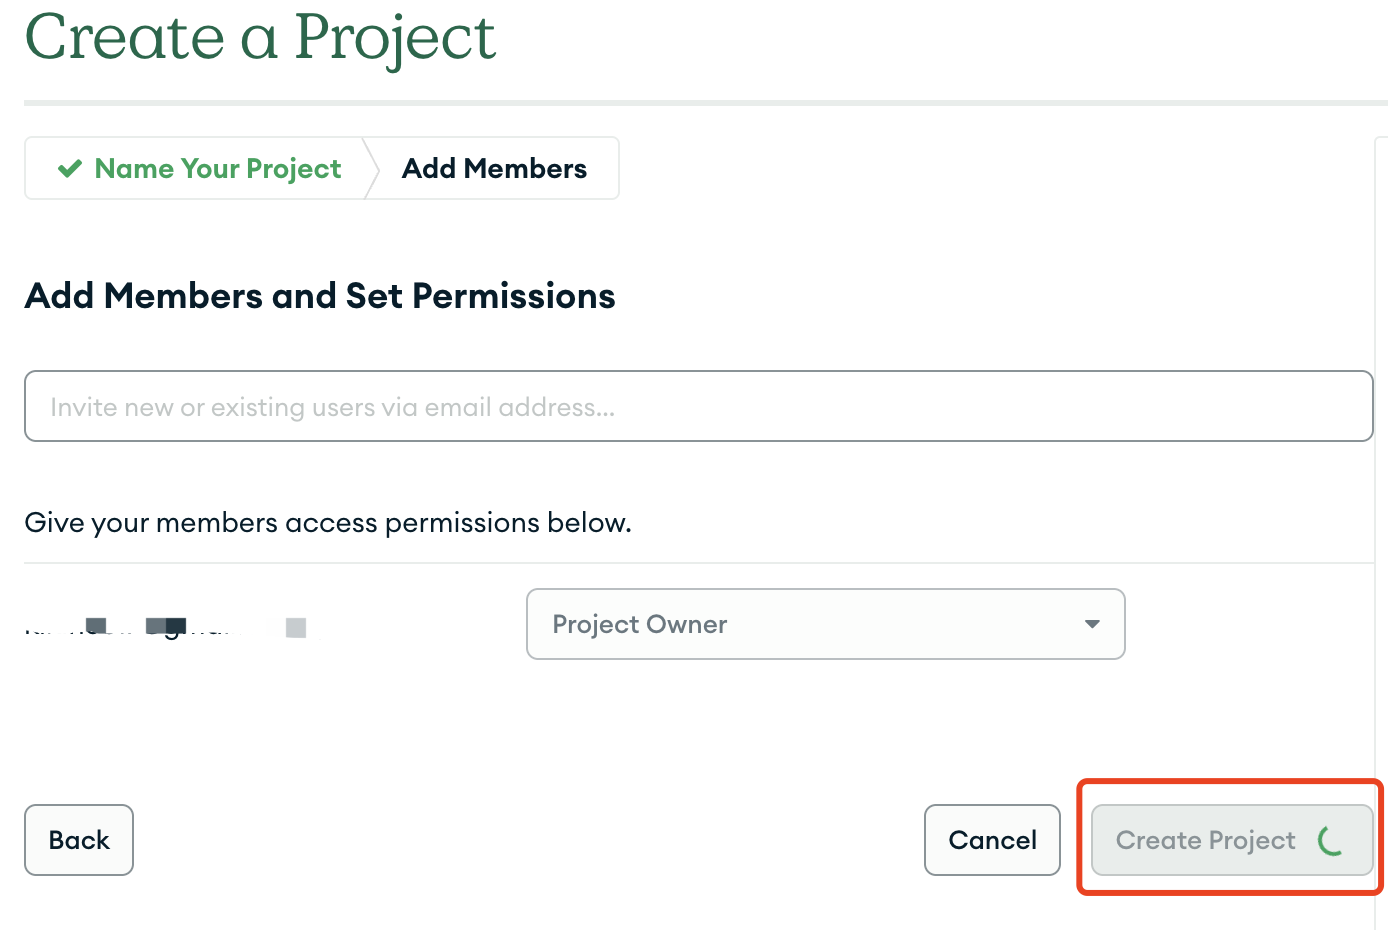 Create a Project
Name Your Project
Add Members
Add Members and Set Permissions
Invite new or existing users via email address...
Give your members access permissions below.
Project Owner
Back
Cancel
Create Project